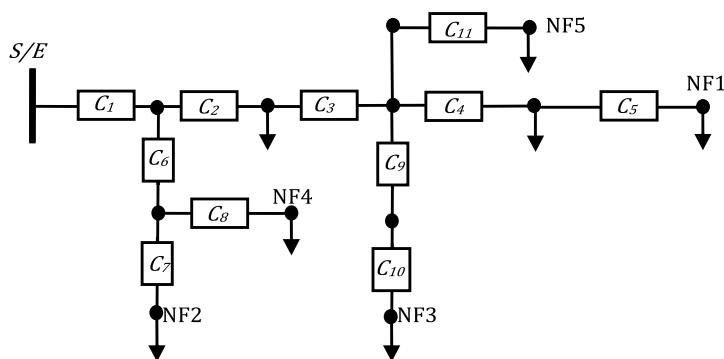 C₁₁
NF5
S/E
NF1
C₁
C₂
C₃
C₄
C₅
C₆
C₉
NF4
C₈
C₇
C₁₀
NF2
NF3